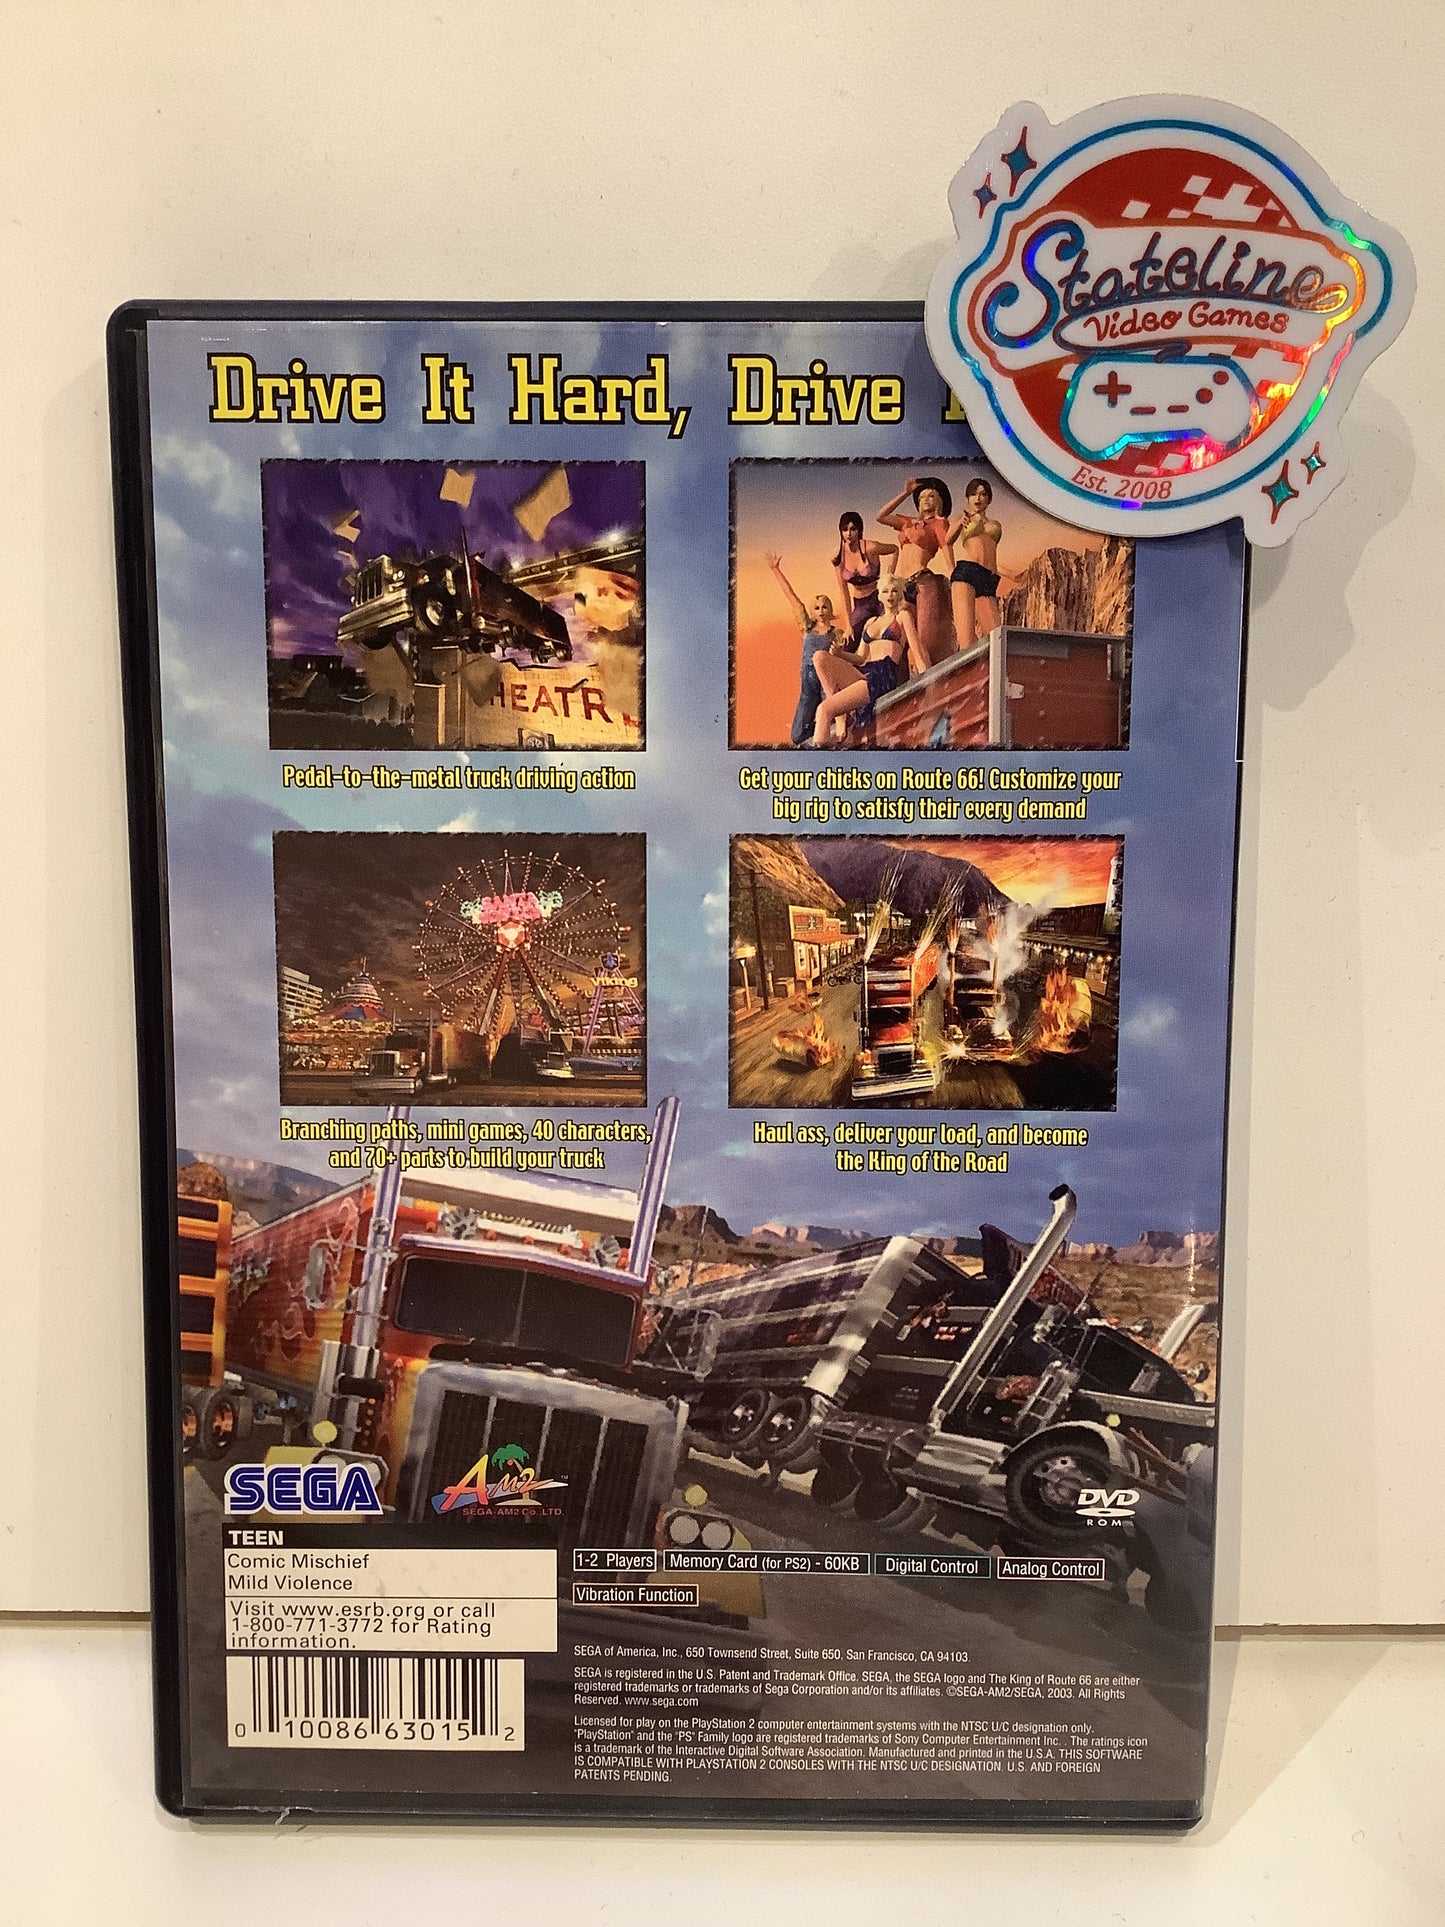 Stateline
Video Games
Est. 2008
Drive It Hard, Drive
HEATR
Pedal-to-the-metal truck driving action
Get your chicks on Route 66! Customize your
big rig to satisfy their every demand
SANTA
Viking
Branching paths, mini games, 40 characters,
and 70+ parts to build your truck
Haul ass, deliver your load, and become
the King of the Road
SEGA
AM2 ™
SEGA-AM2 Co.,LTD.
DVD
ROM
TEEN
Comic Mischief
Mild Violence
Visit www.esrb.org or call
1-800-771-3772 for Rating
information.
1-2 Players
Memory Card (for PS2) - 60KB
Digital Control
Analog Control
Vibration Function
SEGA of America, Inc., 650 Townsend Street, Suite 650, San Francisco, CA 94103.
SEGA is registered in the U.S. Patent and Trademark Office. SEGA, the SEGA logo and The King of Route 66 are either
registered trademarks or trademarks of Sega Corporation and/or its affiliates. ©SEGA-AM2/SEGA, 2003. All Rights
Reserved. www.sega.com
Licensed for play on the PlayStation 2 computer entertainment systems with the NTSC U/C designation only.
"PlayStation" and the "PS" Family logo are registered trademarks of Sony Computer Entertainment Inc. . The ratings icon
is a trademark of the Interactive Digital Software Association. Manufactured and printed in the U.S.A. THIS SOFTWARE
IS COMPATIBLE WITH PLAYSTATION 2 CONSOLES WITH THE NTSC U/C DESIGNATION. U.S. AND FOREIGN
PATENTS PENDING.
0 10086 63015 2